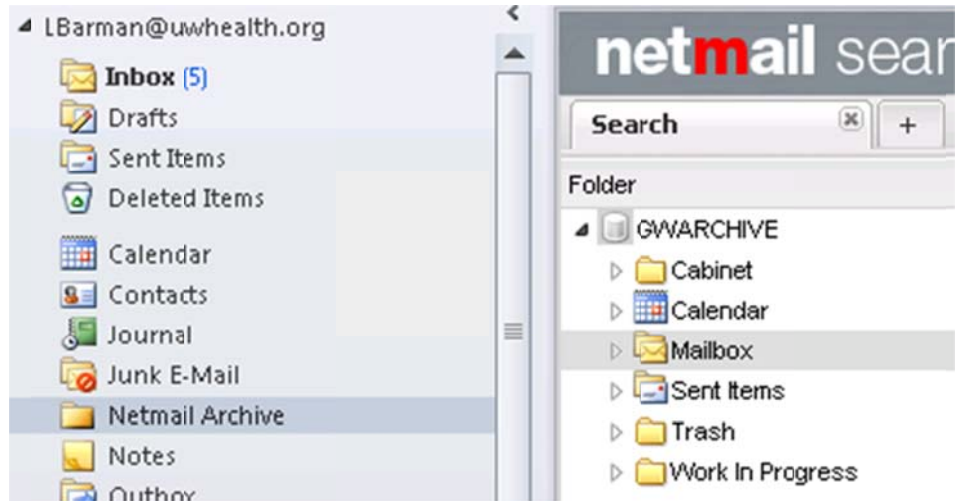 LBarman@uwhealth.org
Inbox (5)
Drafts
Sent Items
Deleted Items
Calendar
Contacts
Journal
Junk E-Mail
Netmail Archive
Notes
Outbox
netmail sear
Search +
Folder
GWARCHIVE
Cabinet
Calendar
Mailbox
Sent Items
Trash
Work In Progress